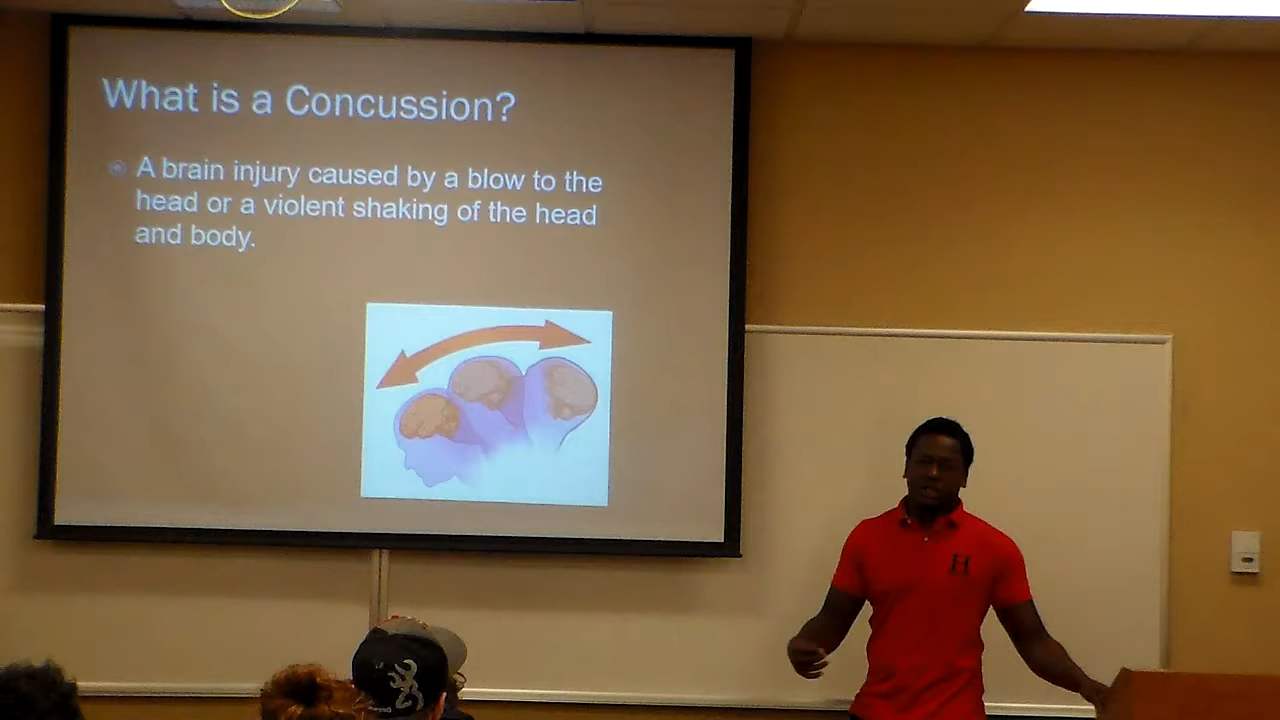 What is a Concussion?
A brain injury caused by a blow to the
head or a violent shaking of the head
and body.
H